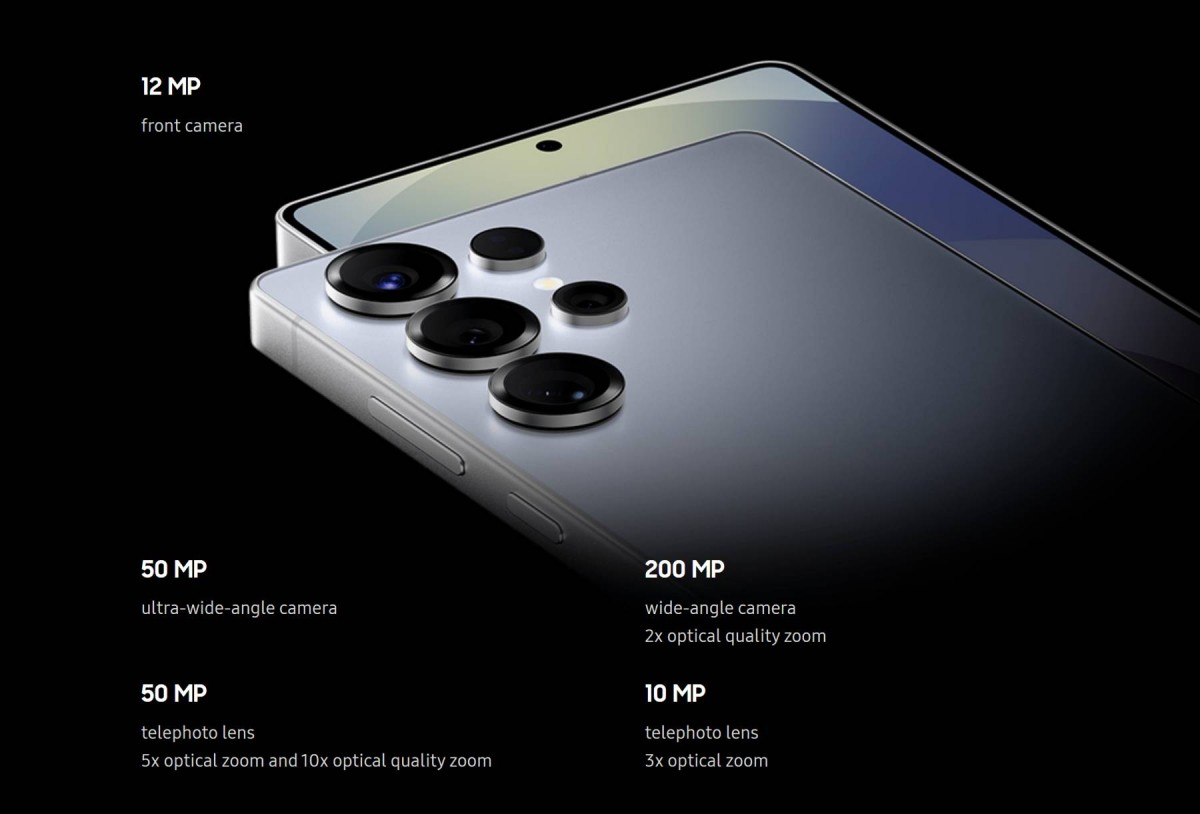 12 MP
front camera
50 MP
ultra-wide-angle camera
200 MP
wide-angle camera
2x optical quality zoom
50 MP
telephoto lens
5x optical zoom and 10x optical quality zoom
10 MP
telephoto lens
3x optical zoom